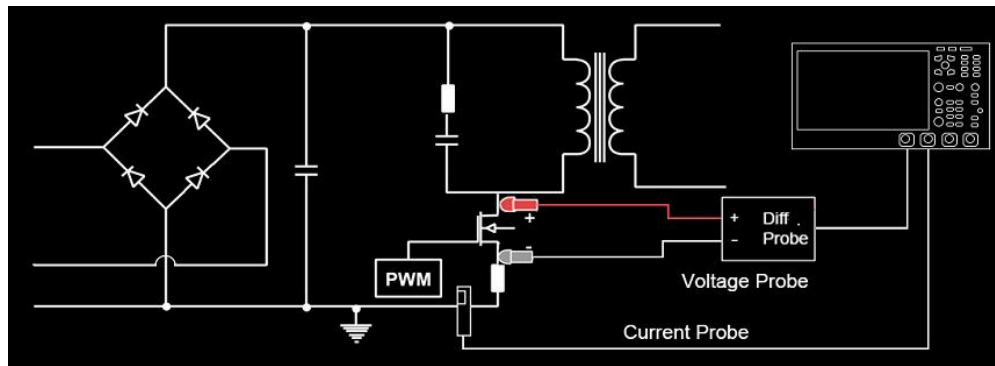 +
-
+ Diff .
- Probe
PWM
Voltage Probe
Current Probe